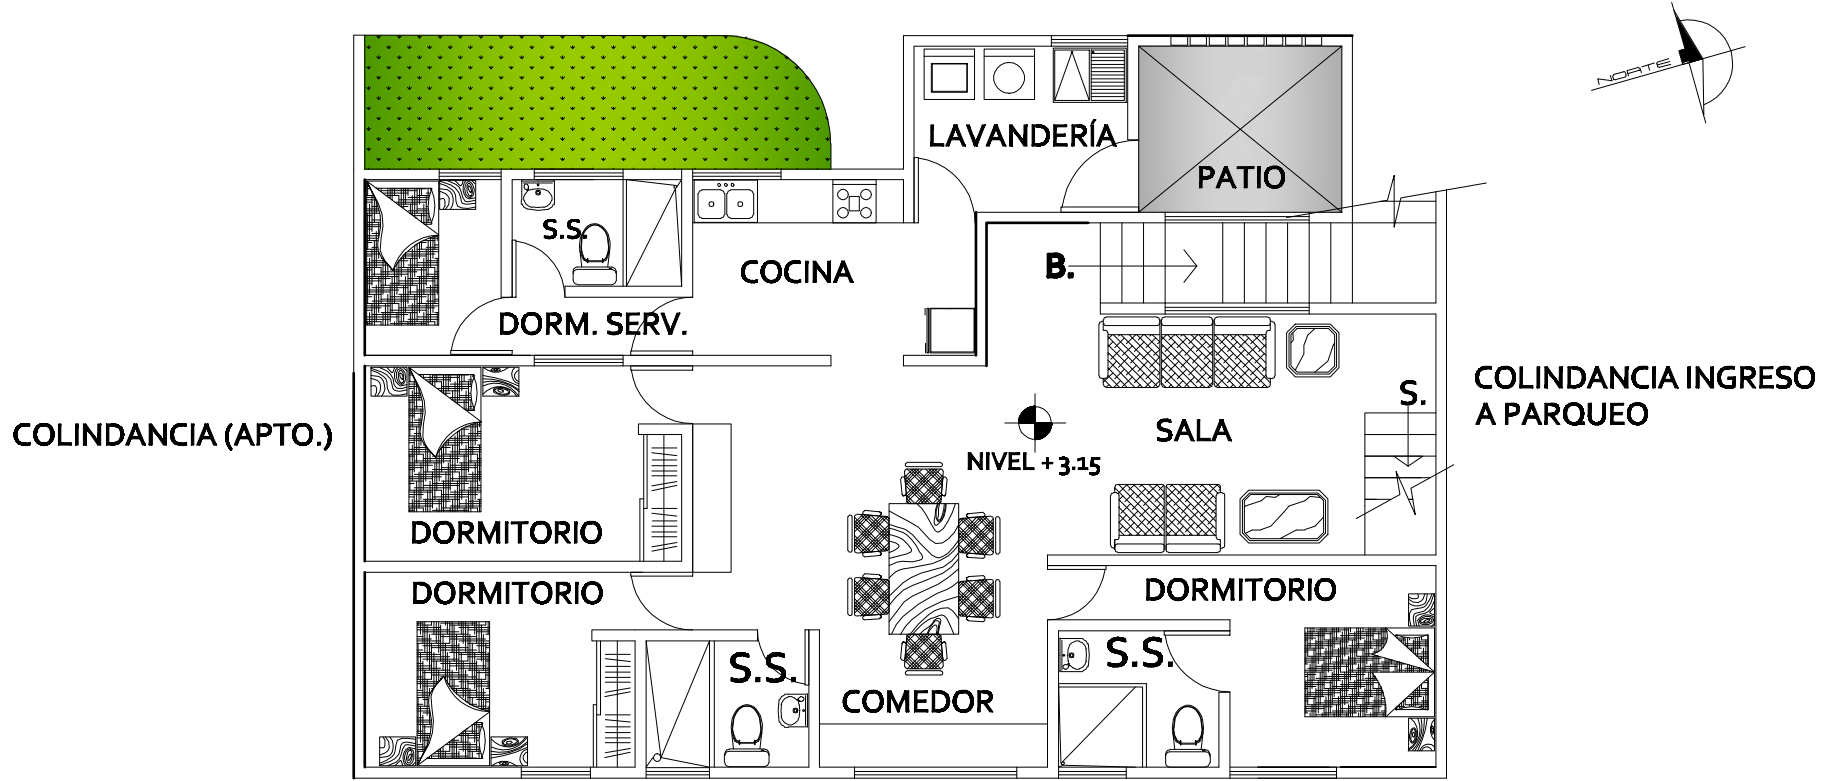 NORTE
LAVANDERÍA
PATIO
S.S.
COCINA
B.
DORM. SERV.
COLINDANCIA INGRESO
A PARQUEO
S.
SALA
COLINDANCIA (APTO.)
NIVEL + 3.15
DORMITORIO
DORMITORIO
DORMITORIO
S.S.
S.S.
COMEDOR